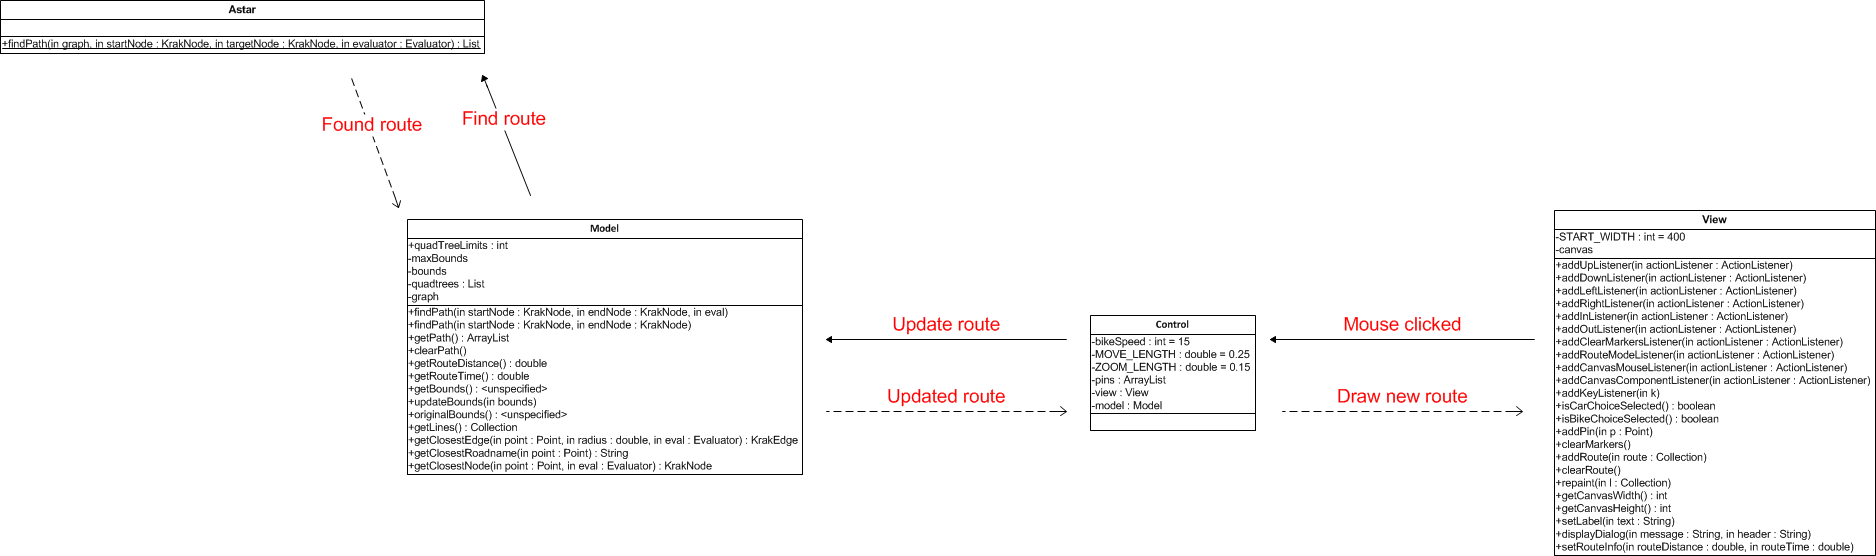 Astar
+findPath(in graph, in startNode : KrakNode, in targetNode : KrakNode, in evaluator : Evaluator) : List
Found route
Find route
Model
+quadTreeLimits : int
-maxBounds
-bounds
-quadtrees : List
-graph
+findPath(in startNode : KrakNode, in endNode : KrakNode, in eval)
+findPath(in startNode : KrakNode, in endNode : KrakNode)
+getPath() : ArrayList
+clearPath()
+getRouteDistance() : double
+getRouteTime() : double
+getBounds() : <unspecified>
+updateBounds(in bounds)
+originalBounds() : <unspecified>
+getLines() : Collection
+getClosestEdge(in point : Point, in radius : double, in eval : Evaluator) : KrakEdge
+getClosestRoadname(in point : Point) : String
+getClosestNode(in point : Point, in eval : Evaluator) : KrakNode
Update route
Updated route
Control
-bikeSpeed : int = 15
-MOVE_LENGTH : double = 0.25
-ZOOM_LENGTH : double = 0.15
-pins : ArrayList
-view : View
-model : Model
Mouse clicked
Draw new route
View
-START_WIDTH : int = 400
-canvas
+addUpListener(in actionListener : ActionListener)
+addDownListener(in actionListener : ActionListener)
+addLeftListener(in actionListener : ActionListener)
+addRightListener(in actionListener : ActionListener)
+addInListener(in actionListener : ActionListener)
+addOutListener(in actionListener : ActionListener)
+addClearMarkersListener(in actionListener : ActionListener)
+addRouteModeListener(in actionListener : ActionListener)
+addCanvasMouseListener(in actionListener : ActionListener)
+addCanvasComponentListener(in actionListener : ActionListener)
+addKeyListener(in k)
+isCarChoiceSelected() : boolean
+isBikeChoiceSelected() : boolean
+addPin(in p : Point)
+clearMarkers()
+addRoute(in route : Collection)
+clearRoute()
+repaint(in l : Collection)
+getCanvasWidth() : int
+getCanvasHeight() : int
+setLabel(in text : String)
+displayDialog(in message : String, in header : String)
+setRouteInfo(in routeDistance : double, in routeTime : double)